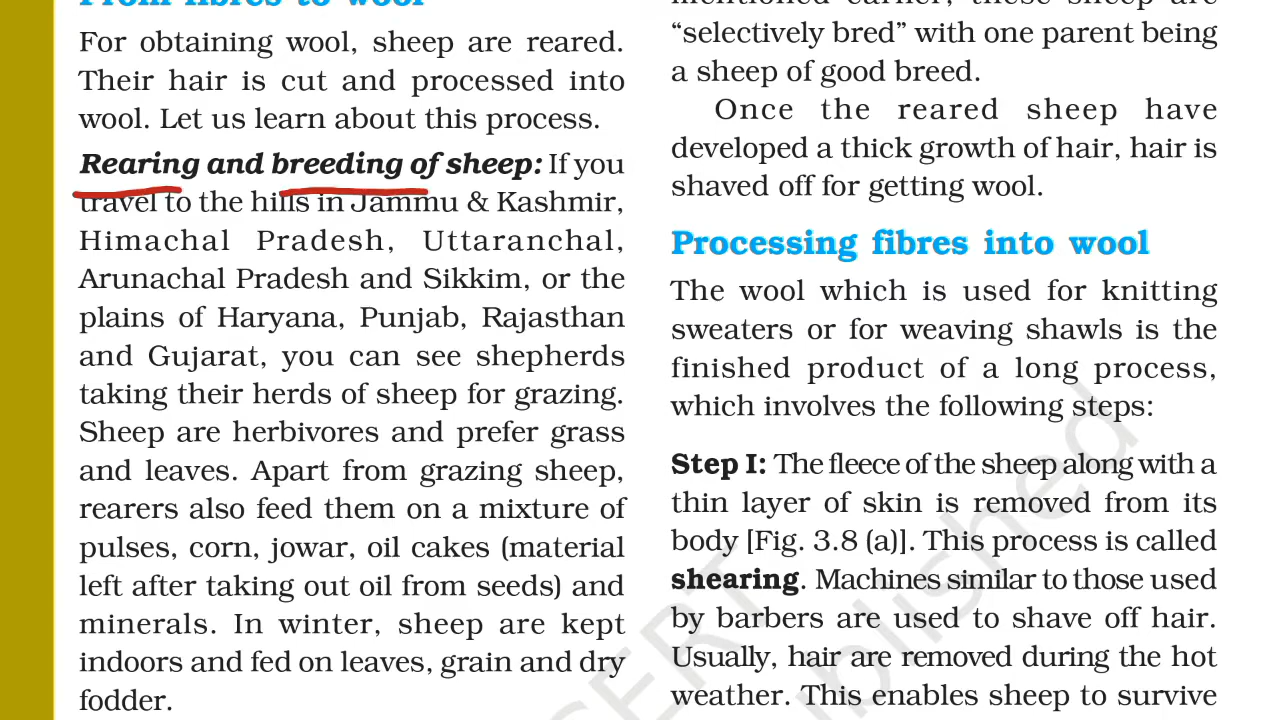 From fibres to wool
For obtaining wool, sheep are reared.
Their hair is cut and processed into
wool. Let us learn about this process.
Rearing and breeding of sheep: If you
travel to the hills in Jammu & Kashmir,
Himachal Pradesh, Uttaranchal,
Arunachal Pradesh and Sikkim, or the
plains of Haryana, Punjab, Rajasthan
and Gujarat, you can see shepherds
taking their herds of sheep for grazing.
Sheep are herbivores and prefer grass
and leaves. Apart from grazing sheep,
rearers also feed them on a mixture of
pulses, corn, jowar, oil cakes (material
left after taking out oil from seeds) and
minerals. In winter, sheep are kept
indoors and fed on leaves, grain and dry
fodder.
mentioned earlier, these sheep are
“selectively bred” with one parent being
a sheep of good breed.
Once the reared sheep have
developed a thick growth of hair, hair is
shaved off for getting wool.
Processing fibres into wool
The wool which is used for knitting
sweaters or for weaving shawls is the
finished product of a long process,
which involves the following steps:
Step I: The fleece of the sheep along with a
thin layer of skin is removed from its
body [Fig. 3.8 (a)]. This process is called
shearing. Machines similar to those used
by barbers are used to shave off hair.
Usually, hair are removed during the hot
weather. This enables sheep to survive